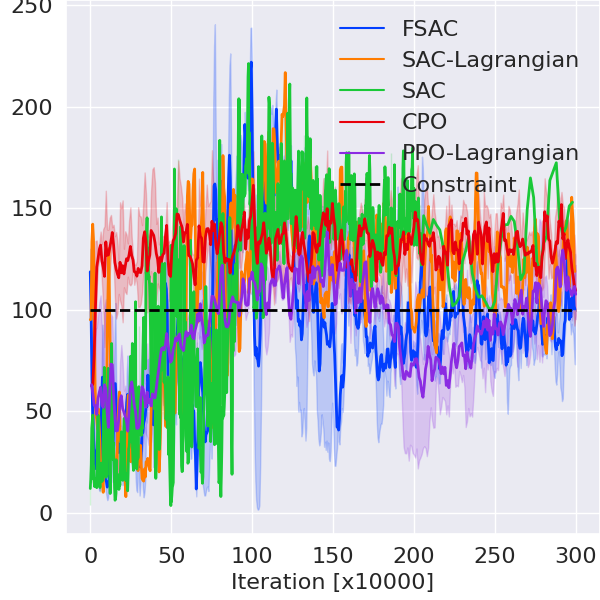 250
200
150
100
50
0
FSAC
SAC-Lagrangian
SAC
CPO
PPO-Lagrangian
Constraint
0 50 100 150 200 250 300
Iteration [x10000]